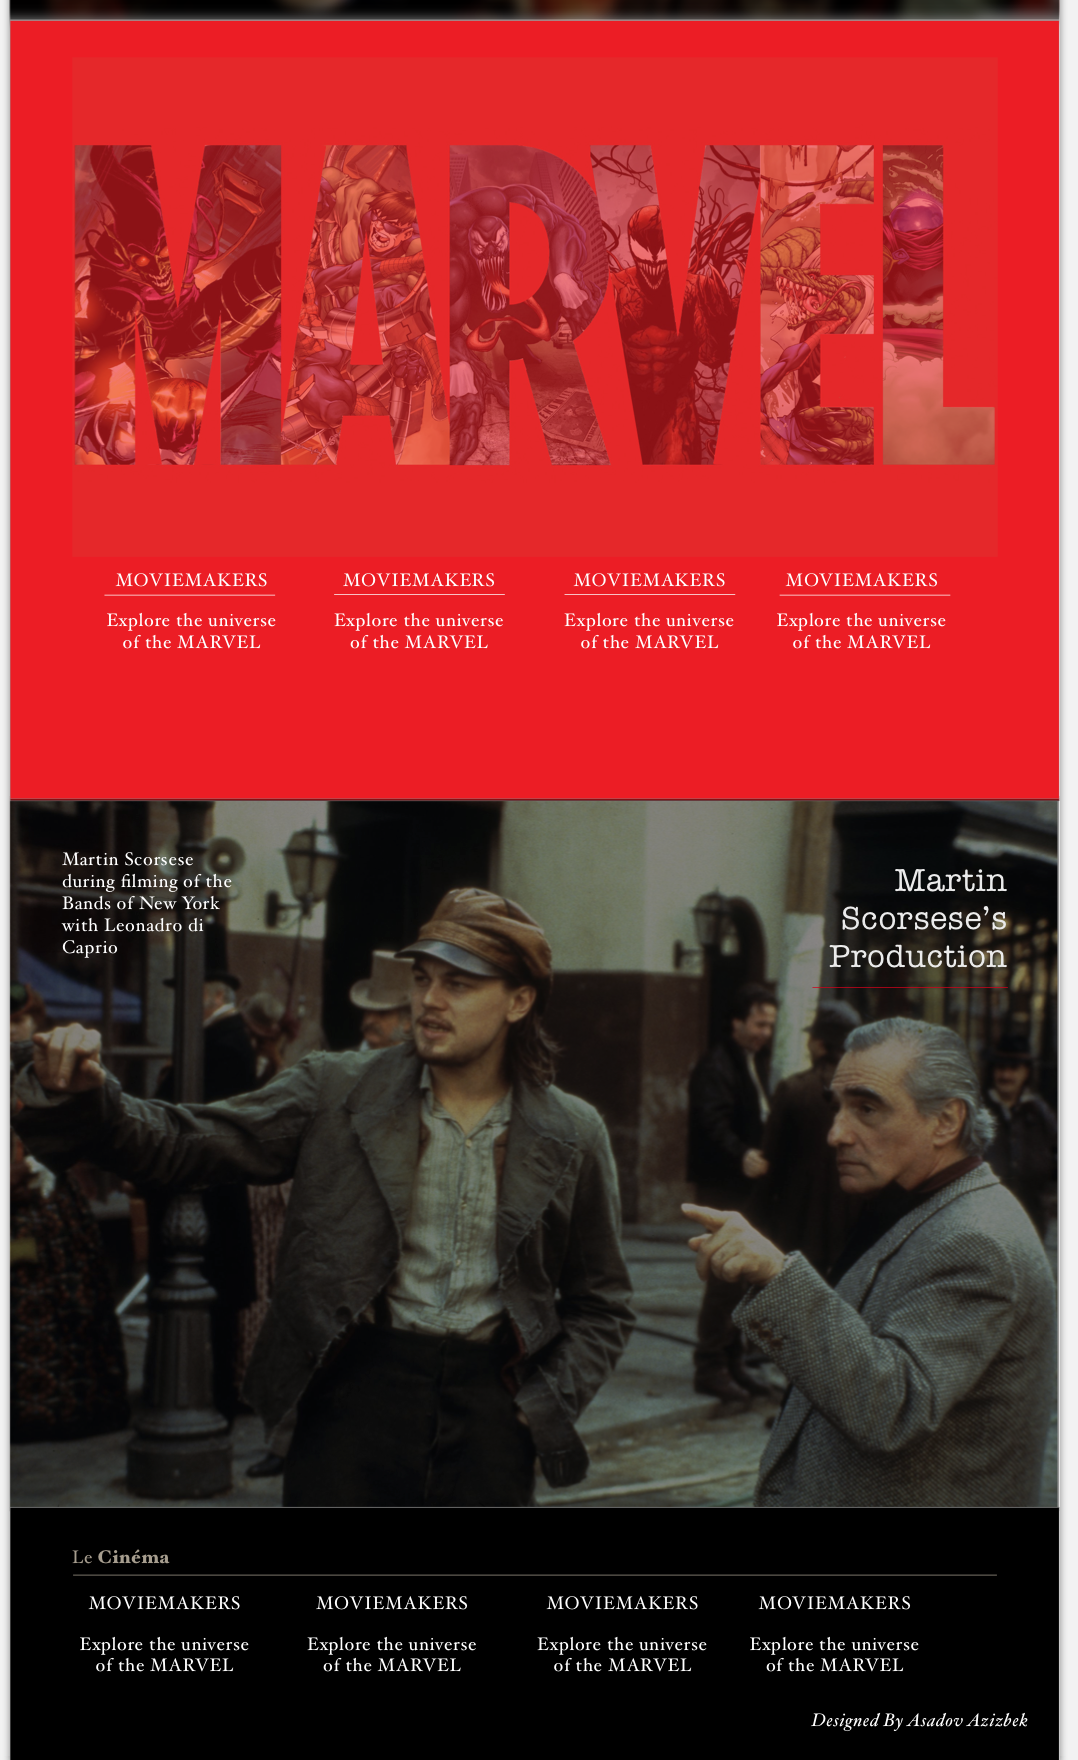 MARVEL
MOVIEMAKERS MOVIEMAKERS MOVIEMAKERS MOVIEMAKERS
Explore the universe Explore the universe Explore the universe Explore the universe
of the MARVEL of the MARVEL of the MARVEL of the MARVEL
Martin Scorsese
during filming of the
Bands of New York
with Leonadro di
Caprio
Martin
Scorsese's
Production
Le Cinéma
MOVIEMAKERS MOVIEMAKERS MOVIEMAKERS MOVIEMAKERS
Explore the universe Explore the universe Explore the universe Explore the universe
of the MARVEL of the MARVEL of the MARVEL of the MARVEL
Designed By Asadov Azizbek